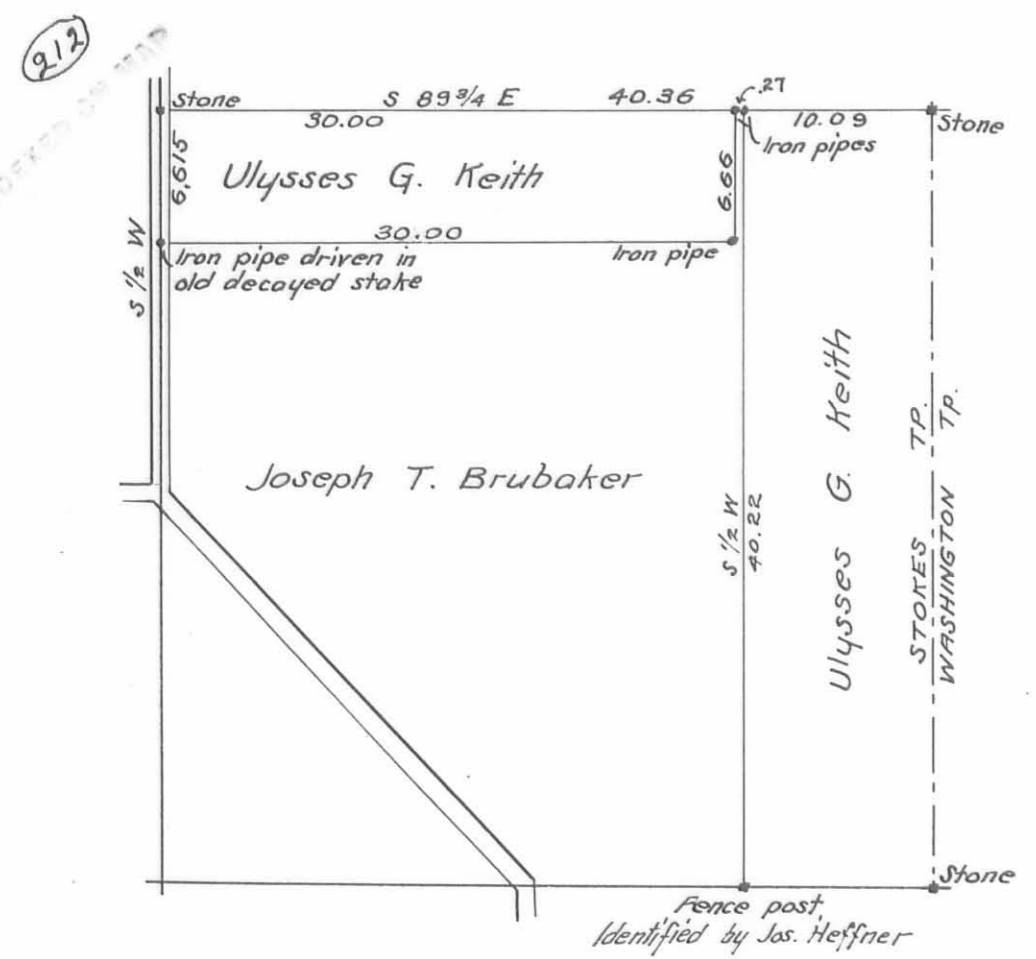 212
Stone
S 89¾ E
40.36
.27
30.00
10.09
Stone
Iron pipes
6.615
Ulysses G. Keith
6.66
30.00
Iron pipe driven in
old decayed stake
Iron pipe
S ½ W
Joseph T. Brubaker
S ½ W
40.22
Ulysses G. Keith
STOKES TP.
WASHINGTON TP.
Stone
Fence post,
Identified by Jos. Heffner